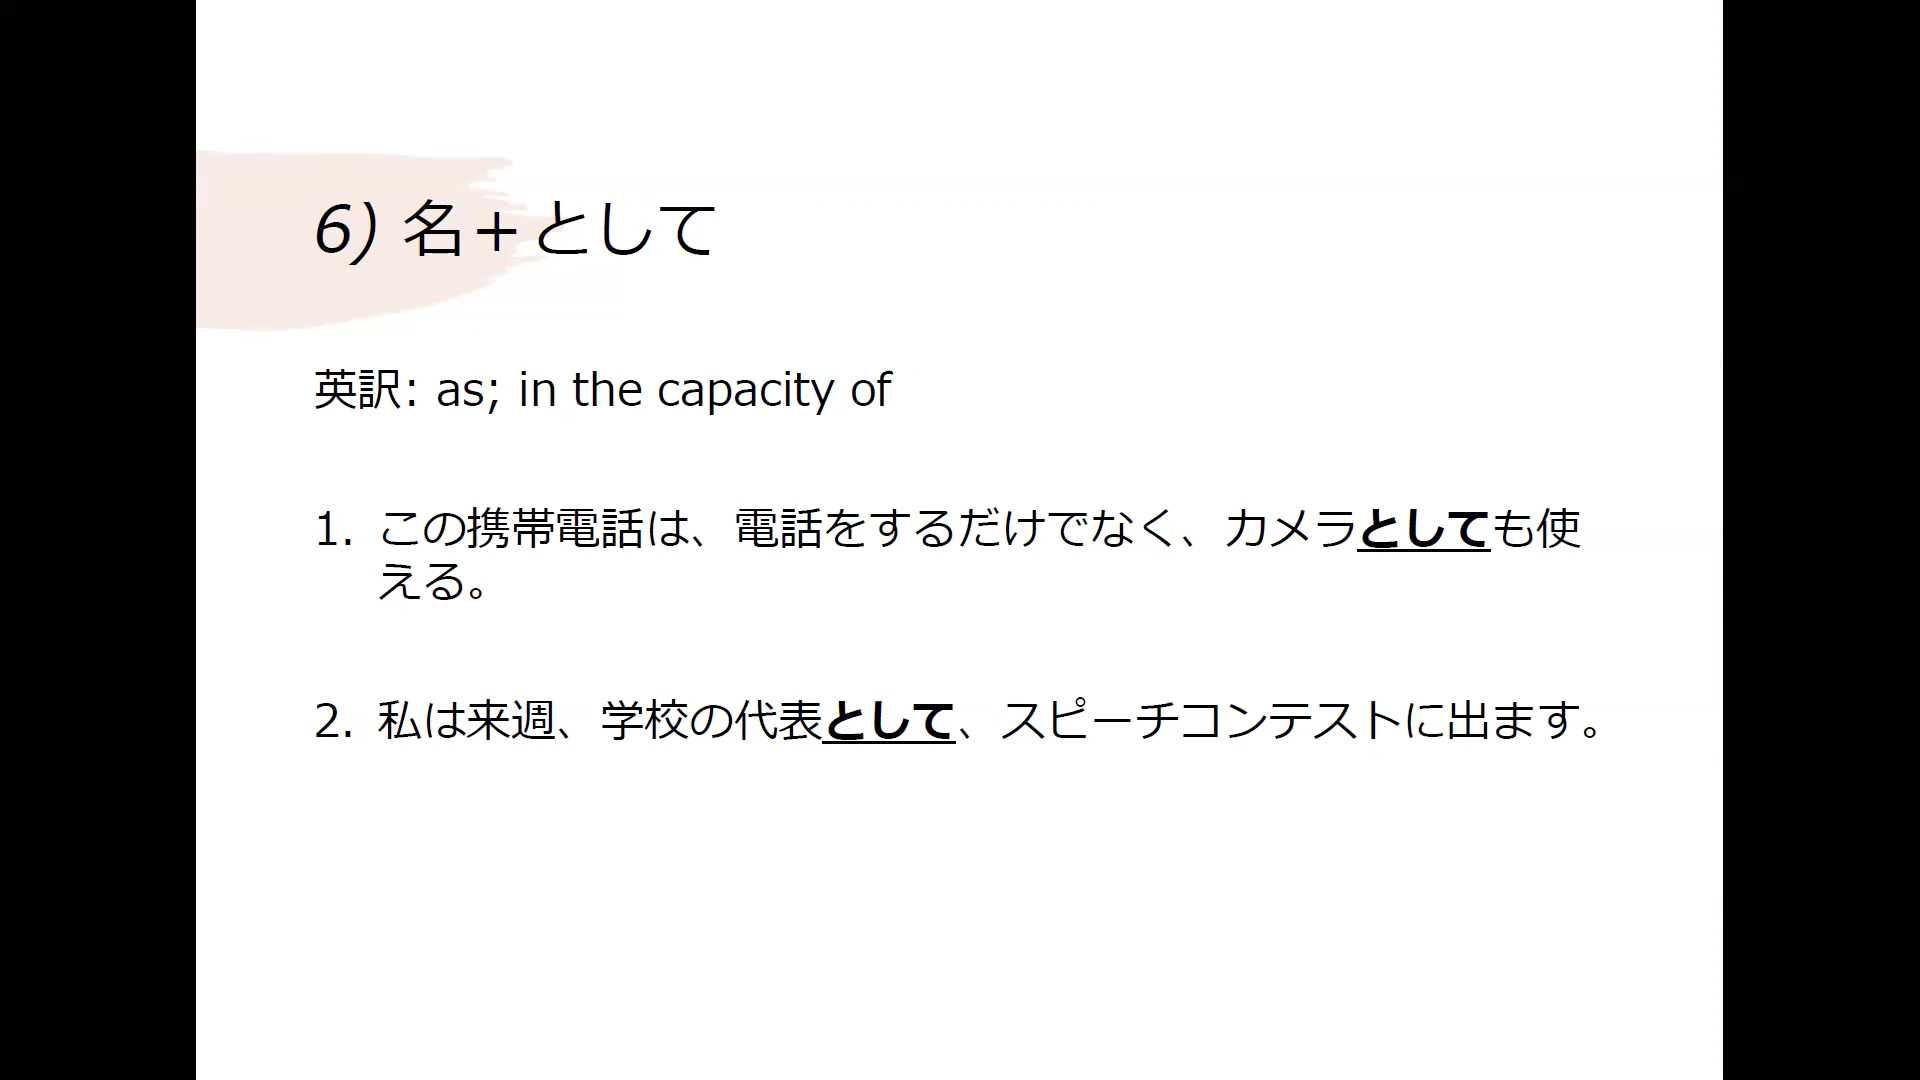 6) 名＋として
英訳: as; in the capacity of
1. この携帯電話は、電話をするだけでなく、カメラとしても使
える。
2. 私は来週、学校の代表として、スピーチコンテストに出ます。